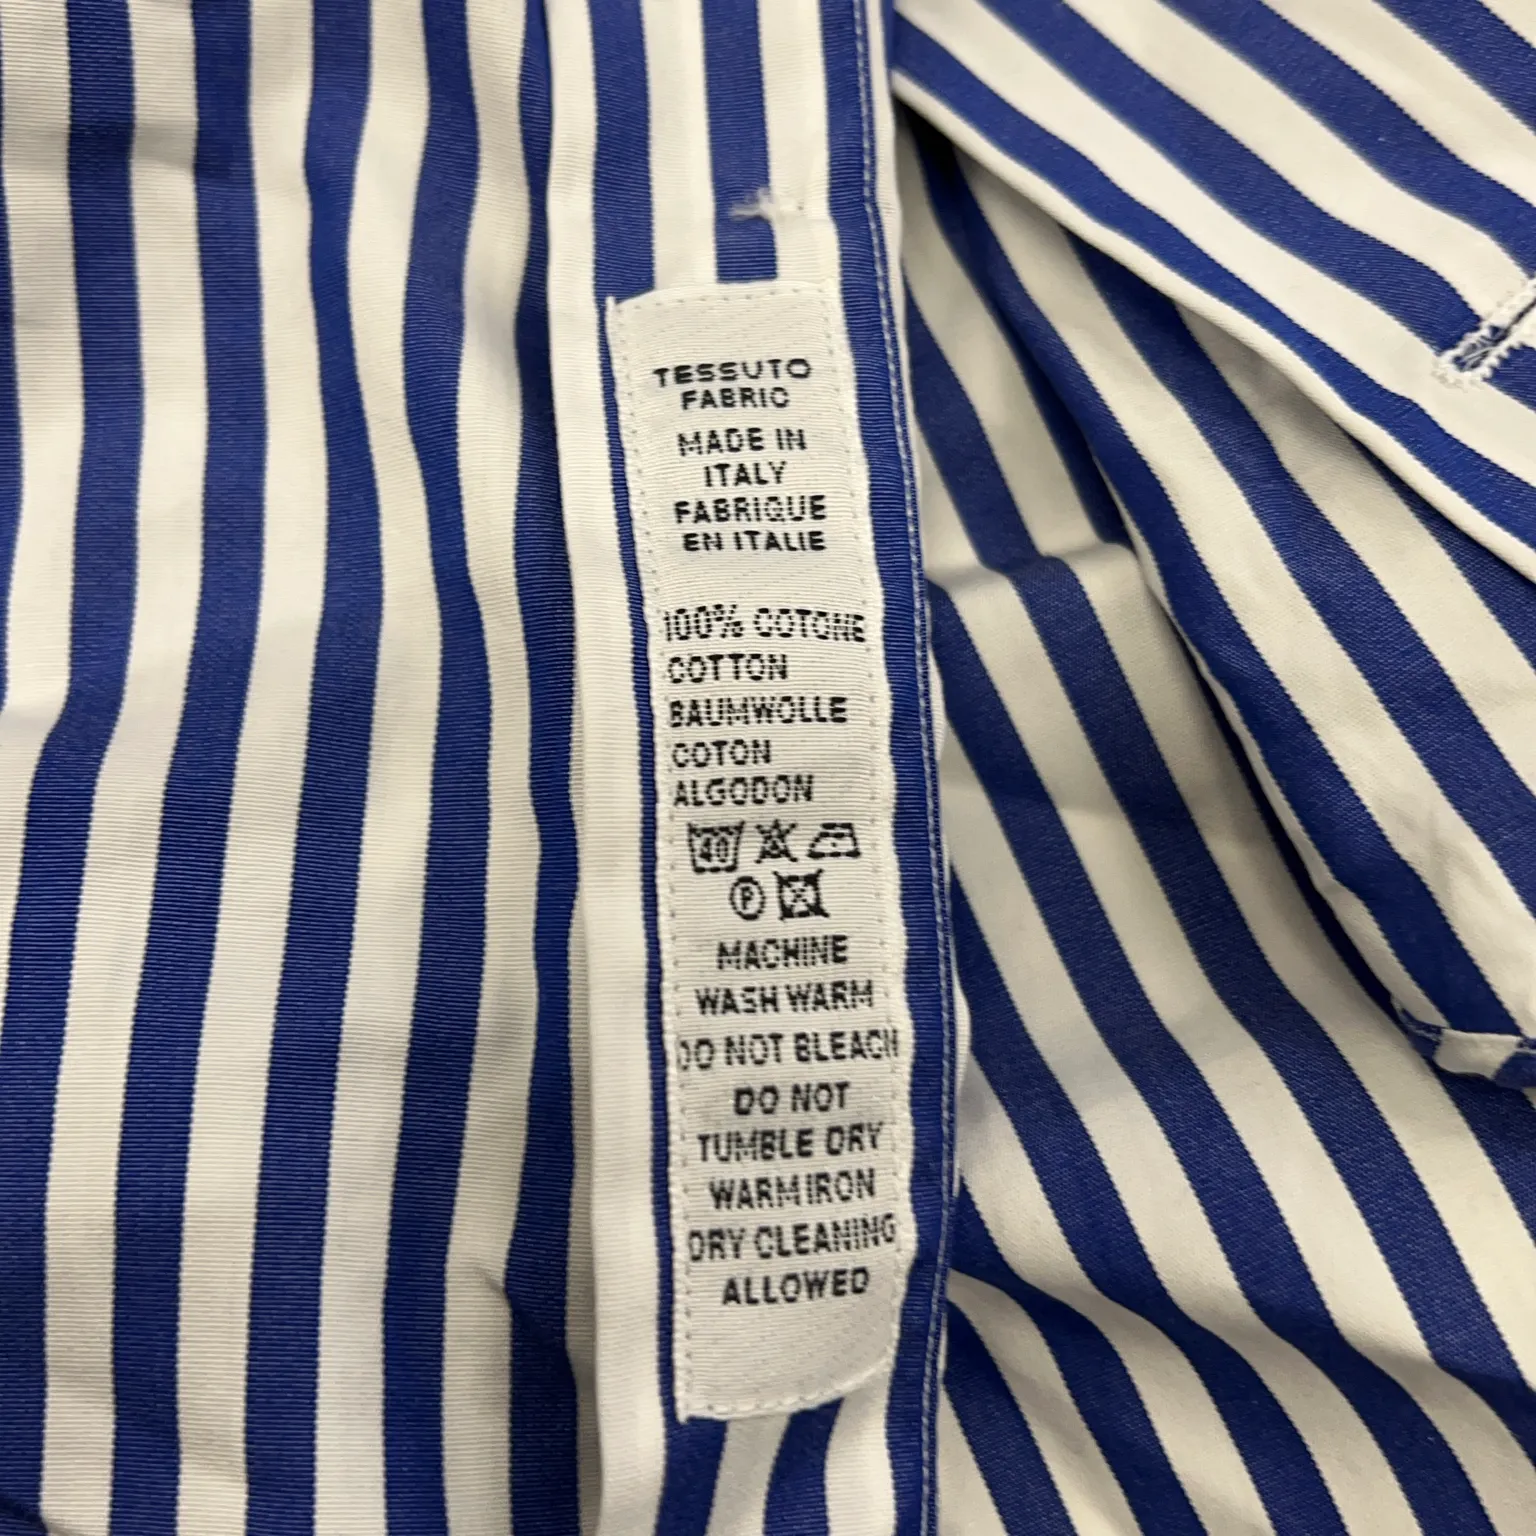 TESSUTO
FABRIC
MADE IN
ITALY
FABRIQUE
EN ITALIE
100% COTONE
COTTON
BAUMWOLLE
COTON
ALGODON
40
P
MACHINE
WASH WARM
DO NOT BLEACH
DO NOT
TUMBLE DRY
WARM IRON
DRY CLEANING
ALLOWED